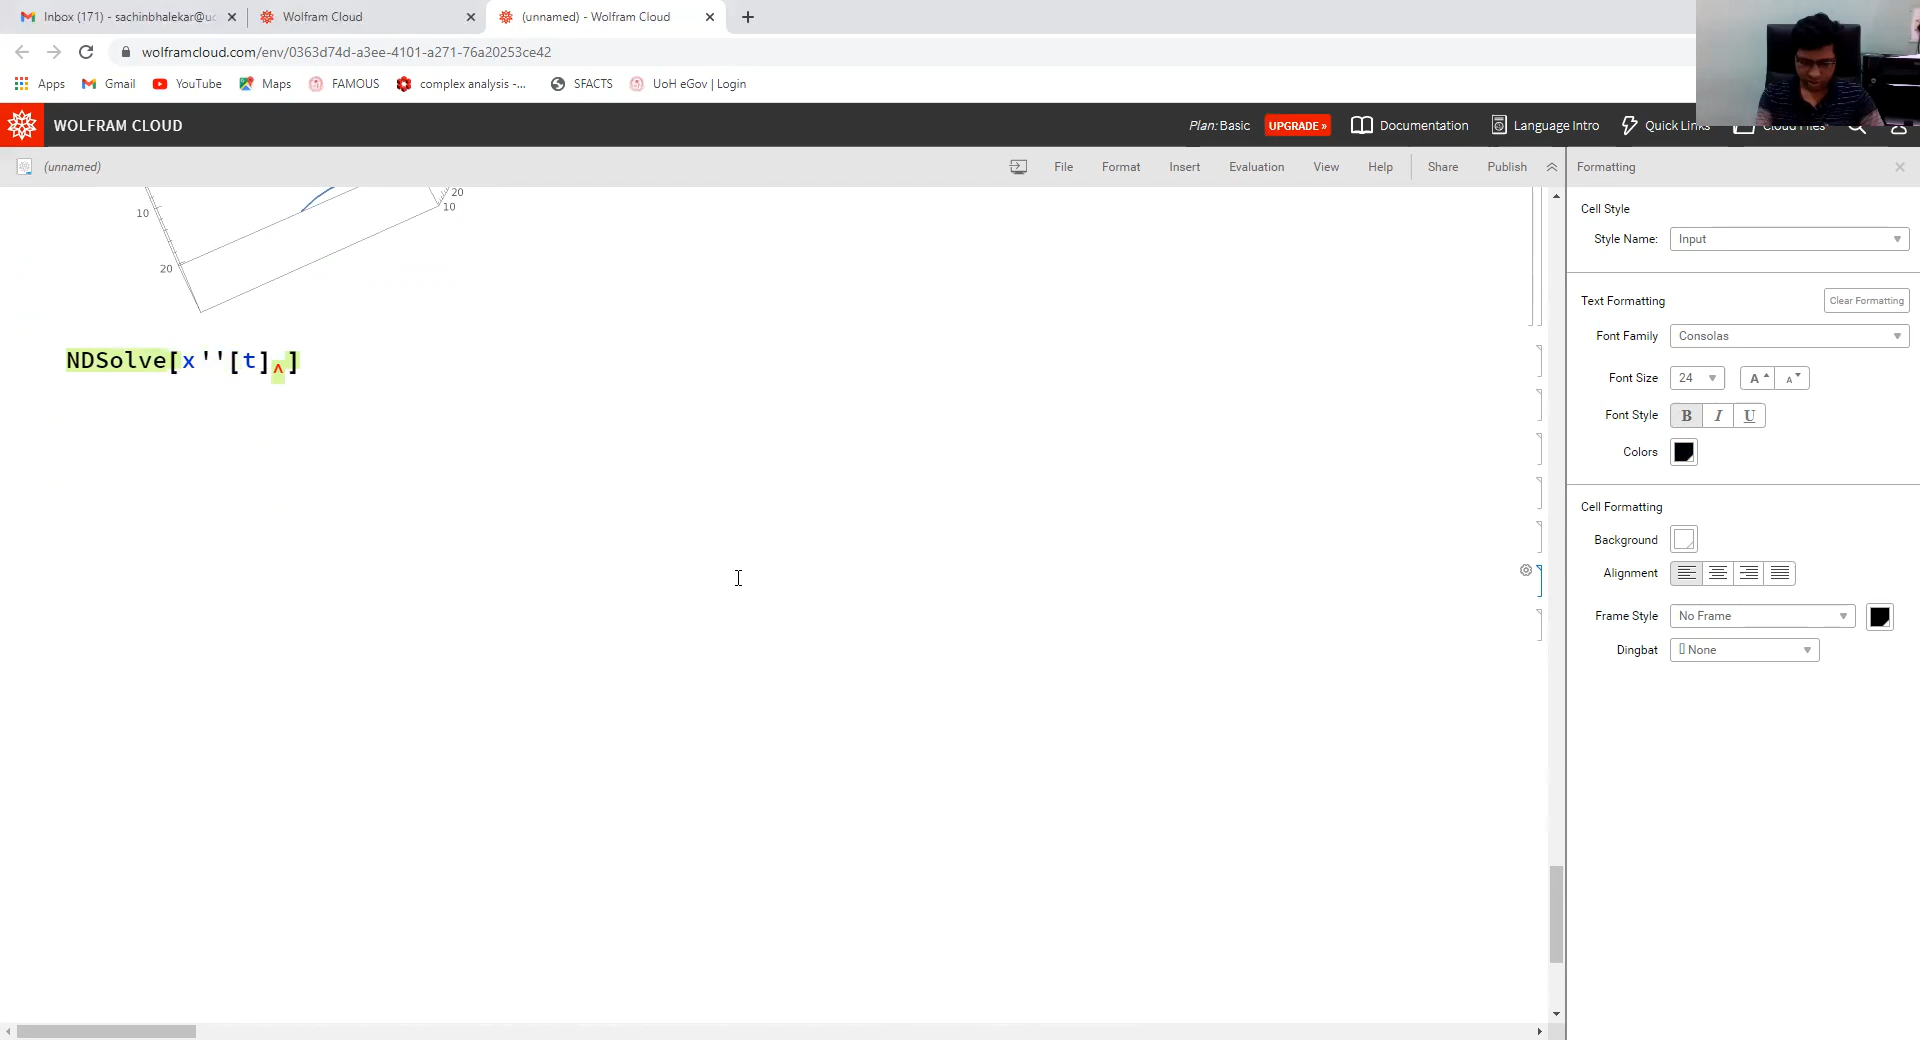 Inbox (171) - sachinbhalekar@uo
Wolfram Cloud
(unnamed) - Wolfram Cloud
wolframcloud.com/env/0363d74d-a3ee-4101-a271-76a20253ce42
Apps Gmail YouTube Maps FAMOUS complex analysis -... SFACTS UoH eGov | Login
WOLFRAM CLOUD
Plan: Basic UPGRADE » Documentation Language Intro Quick Links Cloud Files
(unnamed)
File Format Insert Evaluation View Help Share Publish
Formatting
20
10
10
20
NDSolve[x''[t]^]
Cell Style
Style Name: Input
Text Formatting Clear Formatting
Font Family Consolas
Font Size 24 A A
Font Style B I U
Colors
Cell Formatting
Background
Alignment
Frame Style No Frame
Dingbat None